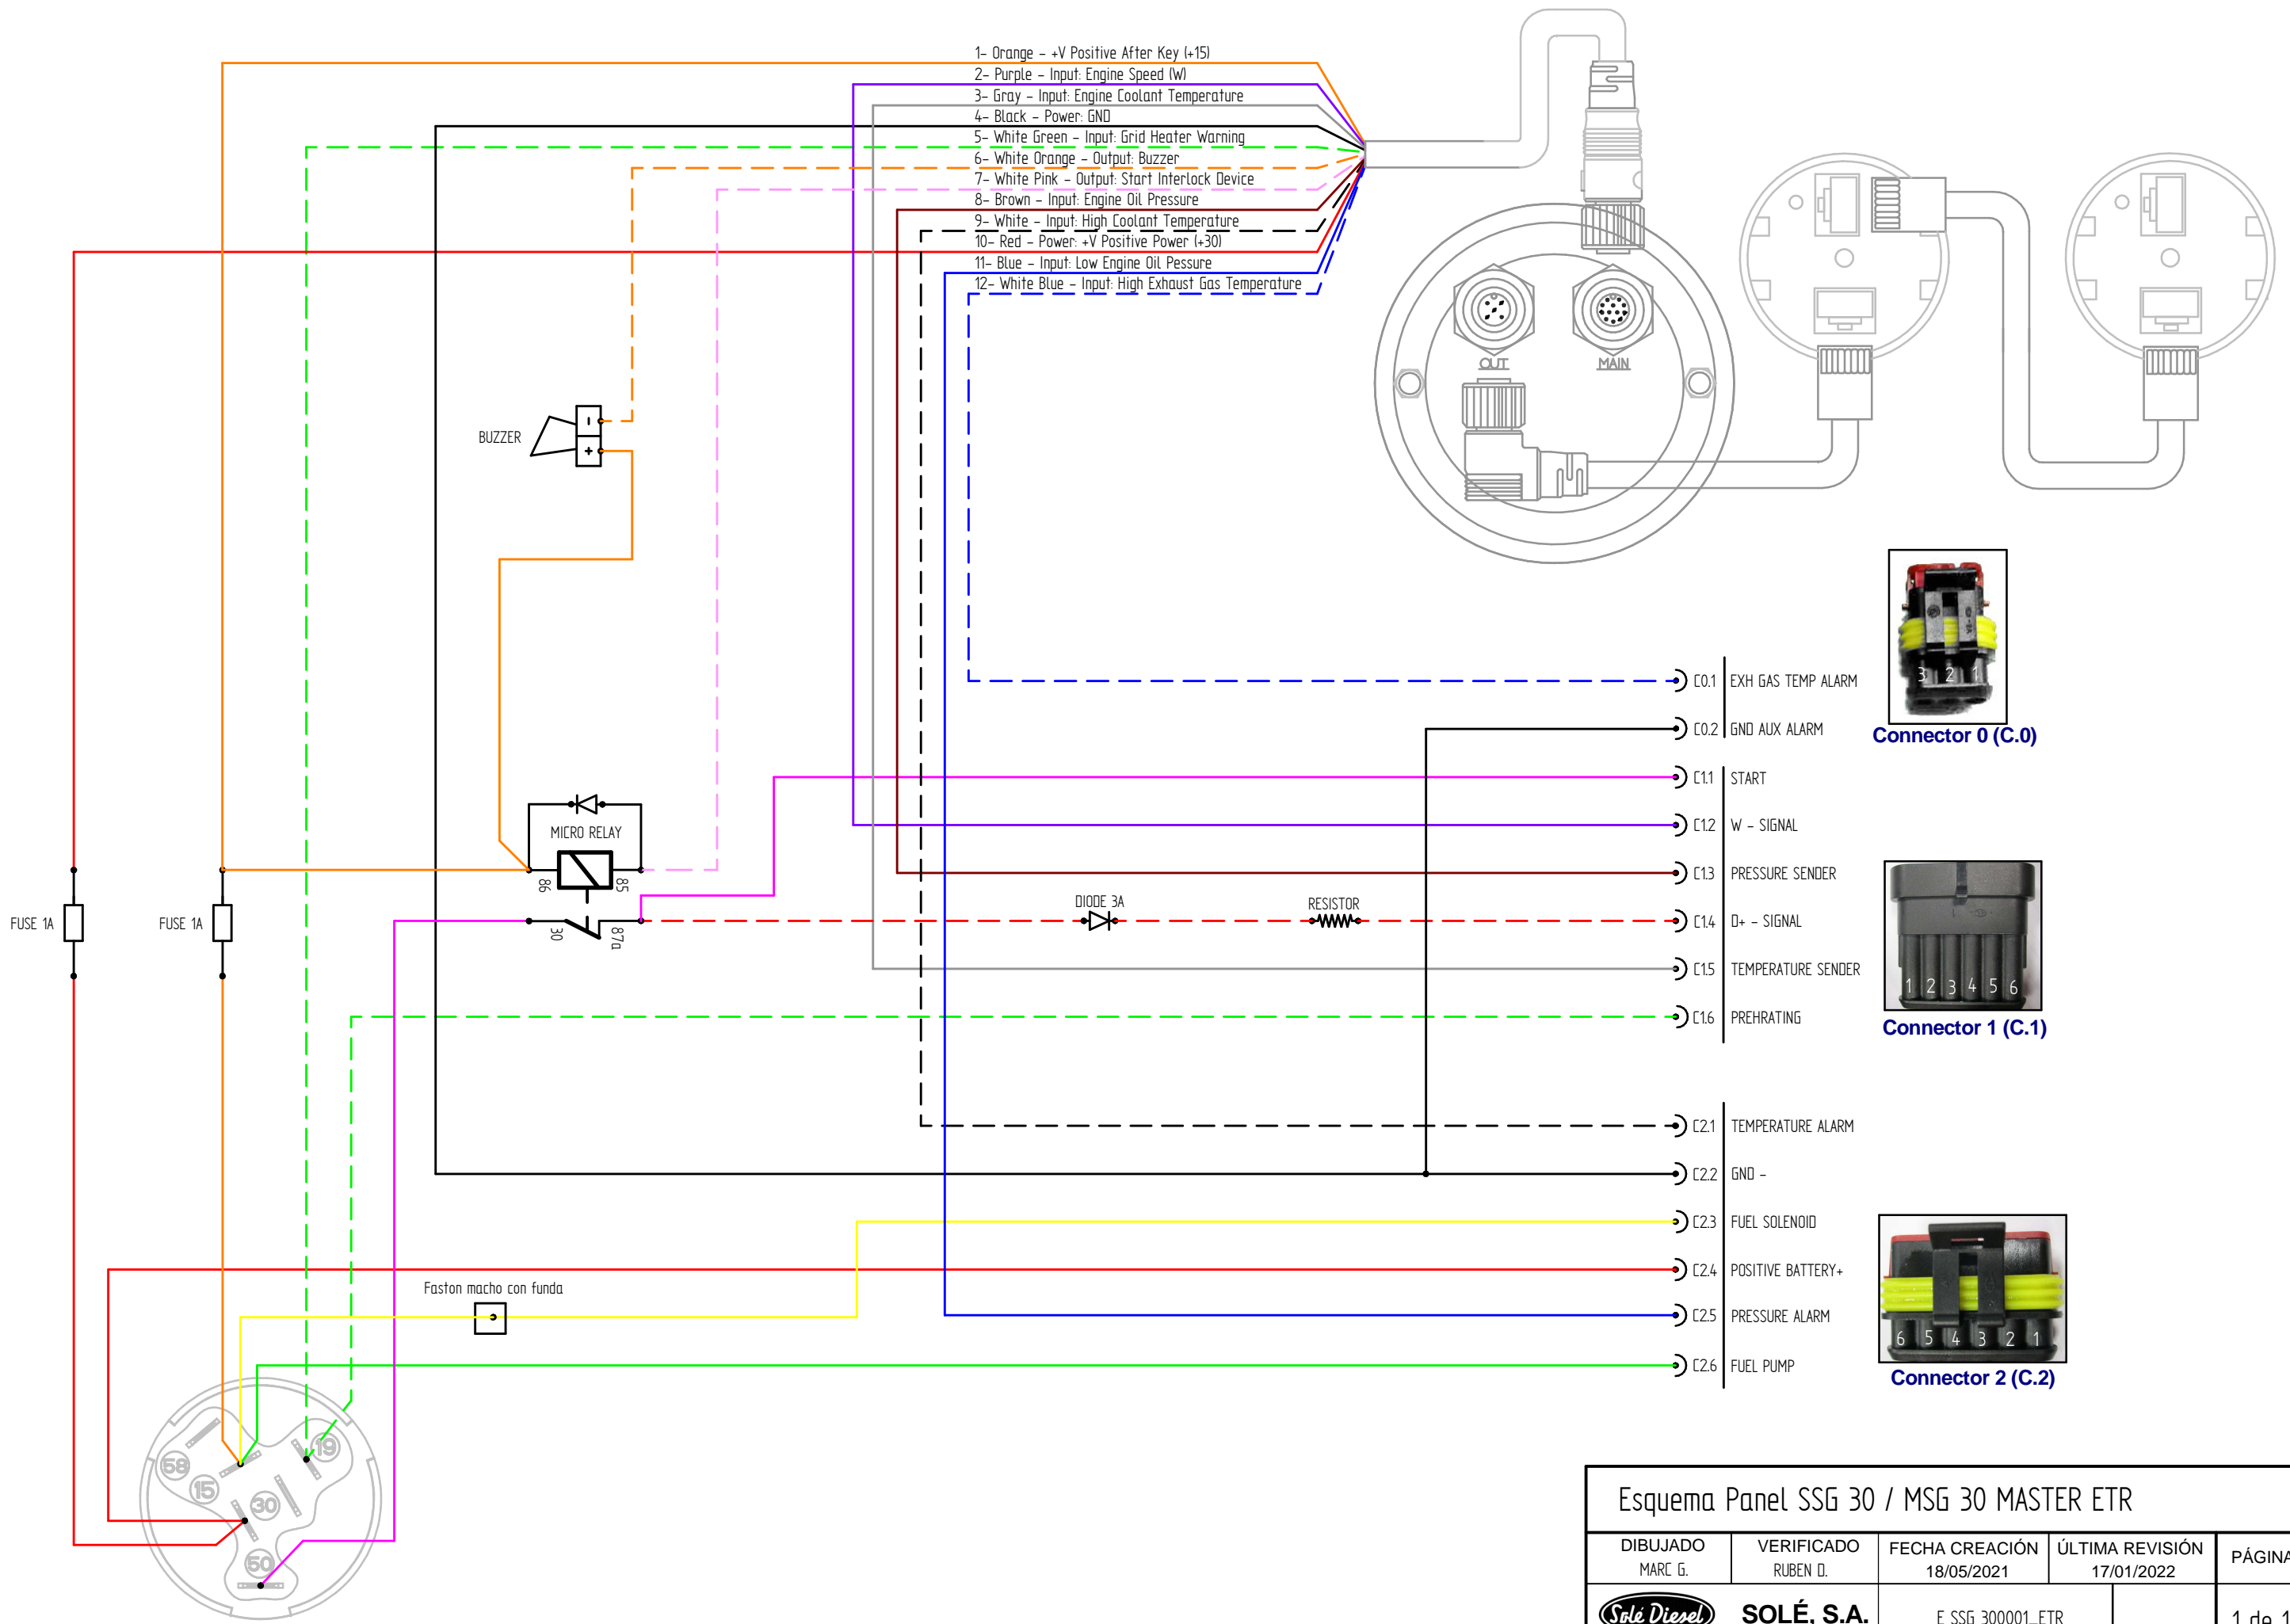 1- Orange - +V Positive After Key (+15)
2- Purple - Input: Engine Speed (W)
3- Gray - Input: Engine Coolant Temperature
4- Black - Power: GND
5- White Green - Input: Grid Heater Warning
6- White Orange - Output: Buzzer
7- White Pink - Output: Start Interlock Device
8- Brown - Input: Engine Oil Pressure
9- White - Input: High Coolant Temperature
10- Red - Power: +V Positive Power (+30)
11- Blue - Input: Low Engine Oil Pessure
12- White Blue - Input: High Exhaust Gas Temperature
OUT
MAIN
BUZZER
-
+
MICRO RELAY
86
85
30
87a
FUSE 1A
FUSE 1A
DIODE 3A
RESISTOR
C0.1 EXH GAS TEMP ALARM
C0.2 GND AUX ALARM
C1.1 START
C1.2 W - SIGNAL
C1.3 PRESSURE SENDER
C1.4 D+ - SIGNAL
C1.5 TEMPERATURE SENDER
C1.6 PREHRATING
C2.1 TEMPERATURE ALARM
C2.2 GND -
C2.3 FUEL SOLENOID
C2.4 POSITIVE BATTERY+
C2.5 PRESSURE ALARM
C2.6 FUEL PUMP
3 2 1
Connector 0 (C.0)
1 2 3 4 5 6
Connector 1 (C.1)
6 5 4 3 2 1
Connector 2 (C.2)
Faston macho con funda
58
15
30
19
50
Esquema Panel SSG 30 / MSG 30 MASTER ETR
DIBUJADO
MARC G.
VERIFICADO
RUBEN D.
FECHA CREACIÓN
18/05/2021
ÚLTIMA REVISIÓN
17/01/2022
PÁGINA
Solé Diesel
SOLÉ, S.A.
E_SSG_300001_ETR
1 de 1